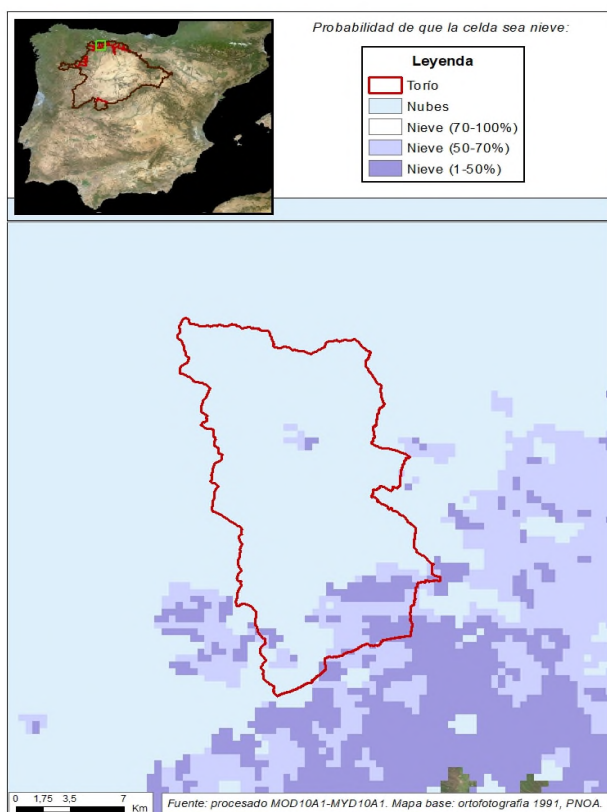 Probabilidad de que la celda sea nieve:
Leyenda
Torío
Nubes
Nieve (70-100%)
Nieve (50-70%)
Nieve (1-50%)
0 1,75 3,5 7
Km
Fuente: procesado MOD10A1-MYD10A1. Mapa base: ortofotografia 1991, PNOA